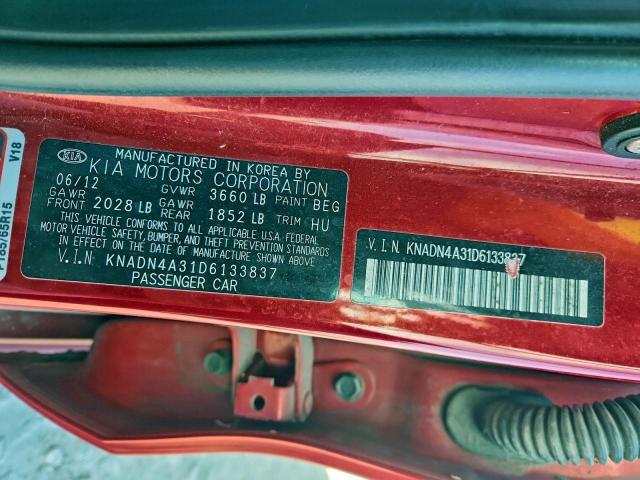 V18
P185/65R15
KIA
MANUFACTURED IN KOREA BY
KIA MOTORS CORPORATION
06/12 GVWR 3660 LB PAINT BEG
GAWR FRONT 2028 LB GAWR REAR 1852 LB TRIM HU
THIS VEHICLE CONFORMS TO ALL APPLICABLE U.S.A. FEDERAL
MOTOR VEHICLE SAFETY, BUMPER, AND THEFT PREVENTION STANDARDS
IN EFFECT ON THE DATE OF MANUFACTURE SHOWN ABOVE.
V.I.N KNADN4A31D6133837
PASSENGER CAR
V.I.N KNADN4A31D6133837